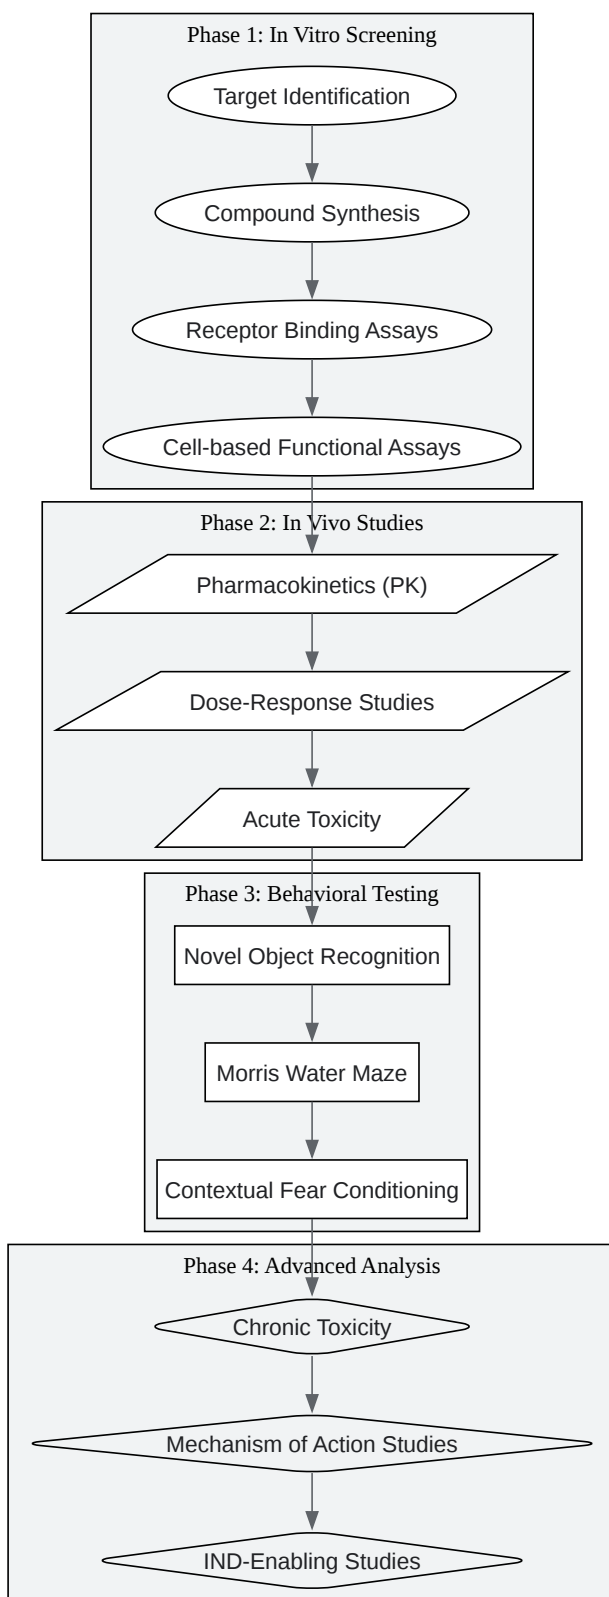 Phase 1: In Vitro Screening
Target Identification
Compound Synthesis
Receptor Binding Assays
Cell-based Functional Assays
Phase 2: In Vivo Studies
Pharmacokinetics (PK)
Dose-Response Studies
Acute Toxicity
Phase 3: Behavioral Testing
Novel Object Recognition
Morris Water Maze
Contextual Fear Conditioning
Phase 4: Advanced Analysis
Chronic Toxicity
Mechanism of Action Studies
IND-Enabling Studies